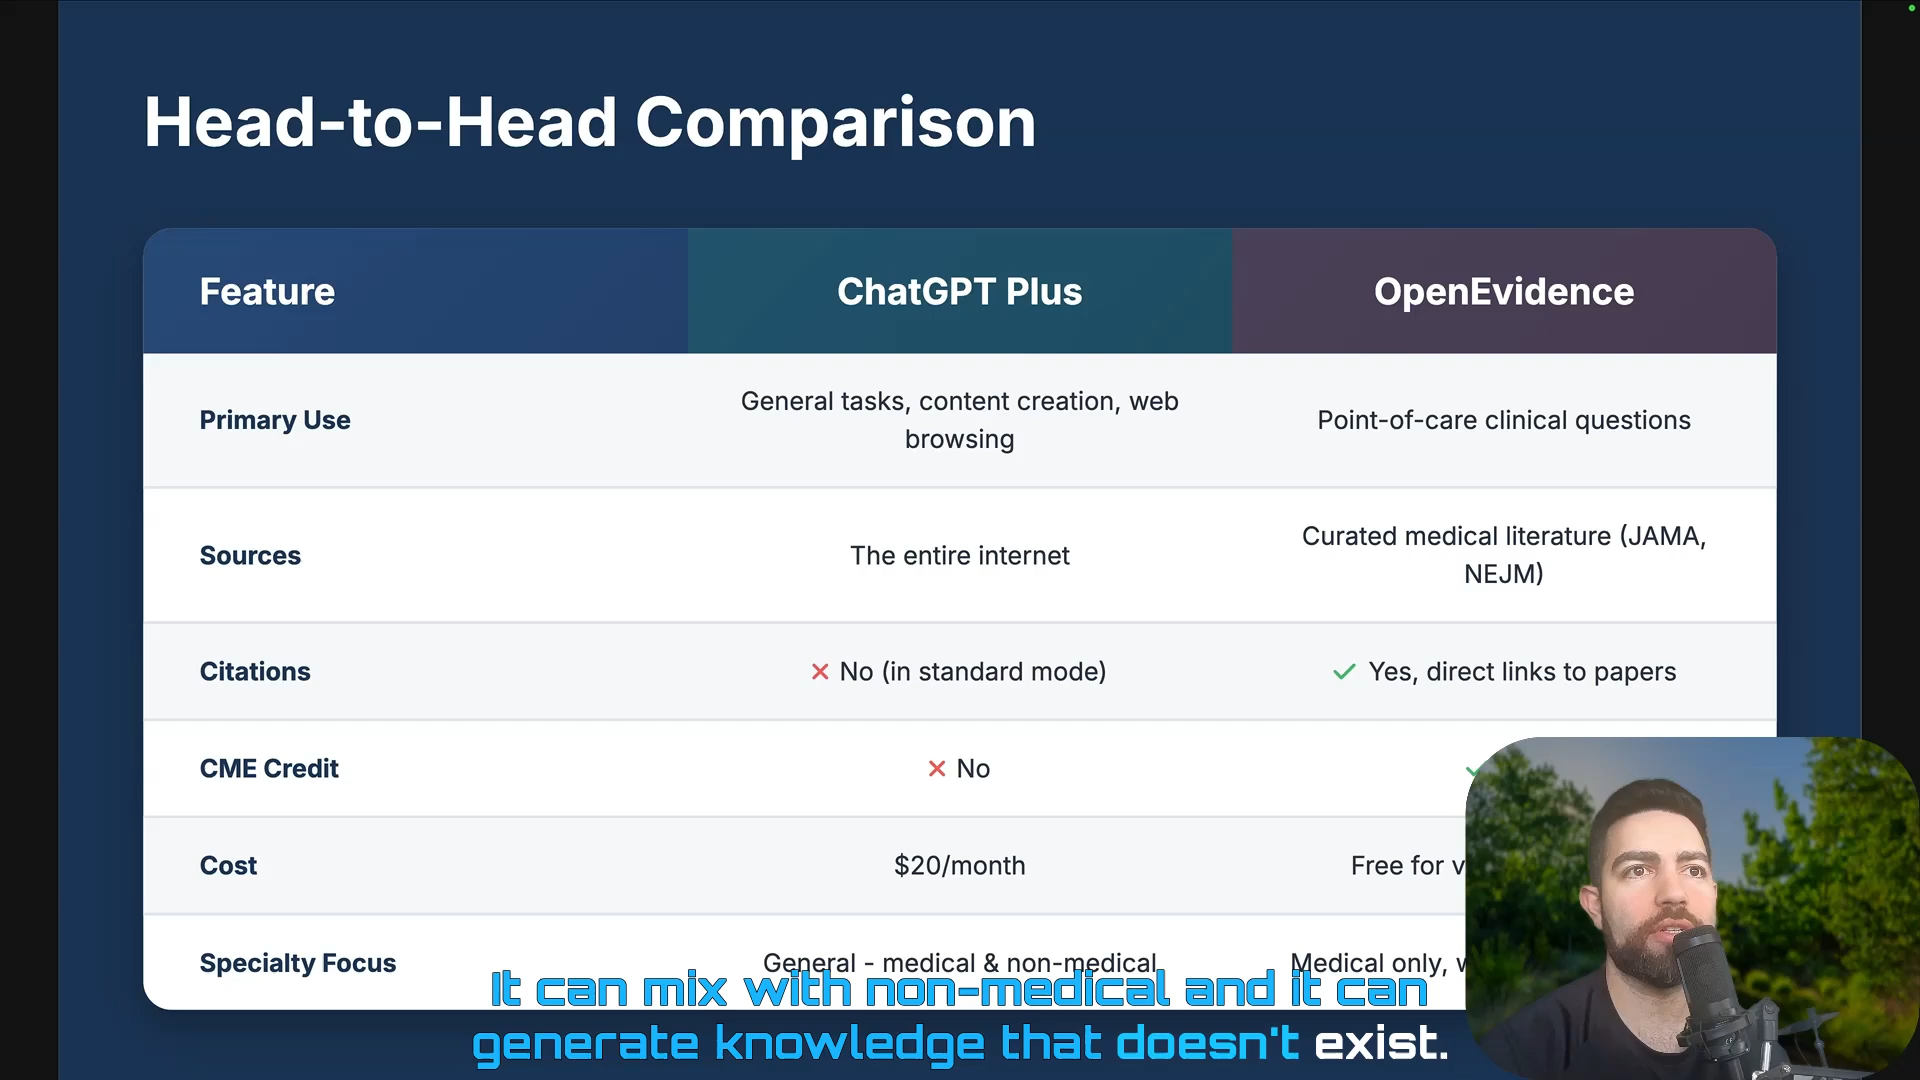 Head-to-Head Comparison
Feature
ChatGPT Plus
OpenEvidence
Primary Use
General tasks, content creation, web
browsing
Point-of-care clinical questions
Sources
The entire internet
Curated medical literature (JAMA,
NEJM)
Citations
✕ No (in standard mode)
✓ Yes, direct links to papers
CME Credit
✕ No
Cost
$20/month
Free for
Specialty Focus
General - medical & non-medical
Medical only,
It can mix with non-medical and it can
generate knowledge that doesn't exist.